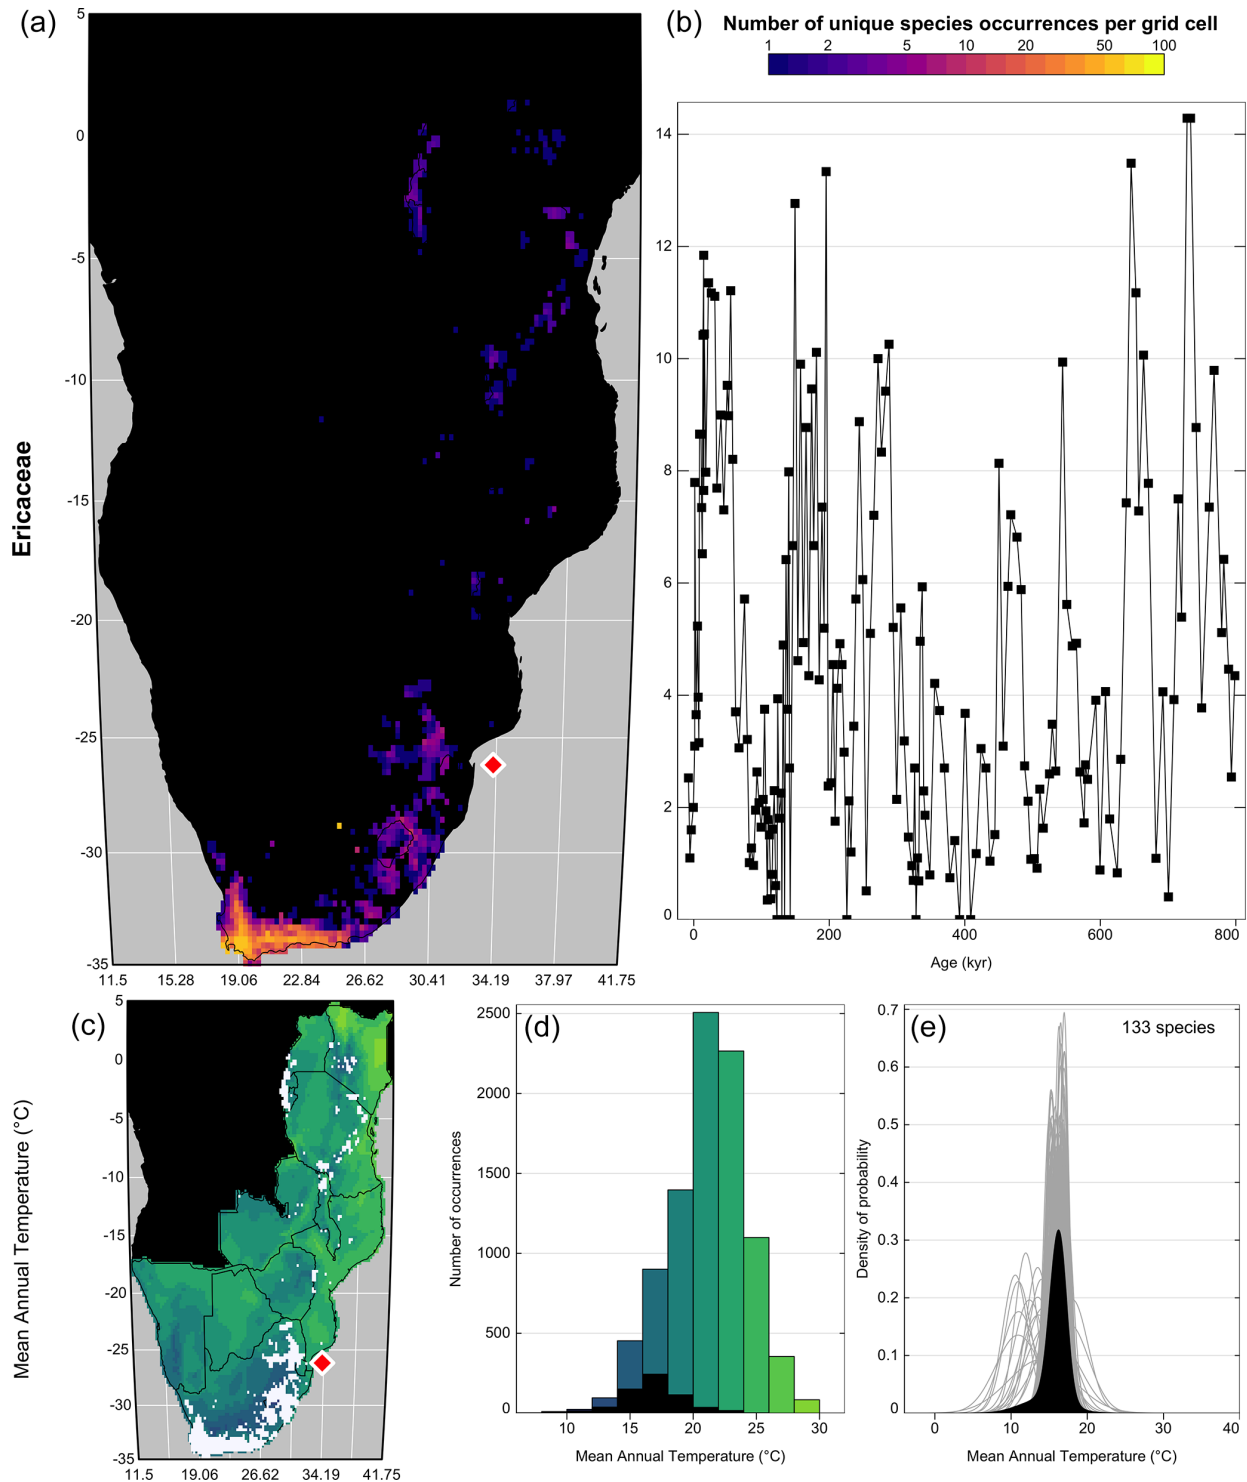 (a)
(b)
Number of unique species occurrences per grid cell
1 2 5 10 20 50 100
Ericaceae
5
0
-5
-10
-15
-20
-25
-30
-35
11.5 15.28 19.06 22.84 26.62 30.41 34.19 37.97 41.75
14
12
10
8
6
4
2
0
0 200 400 600 800
Age (kyr)
(c)
Mean Annual Temperature (°C)
5
0
-5
-10
-15
-20
-25
-30
-35
11.5 19.06 26.62 34.19 41.75
(d)
Number of occurrences
2500
2000
1500
1000
500
0
10 15 20 25 30
Mean Annual Temperature (°C)
(e)
133 species
Density of probability
0.7
0.6
0.5
0.4
0.3
0.2
0.1
0
0 10 20 30 40
Mean Annual Temperature (°C)